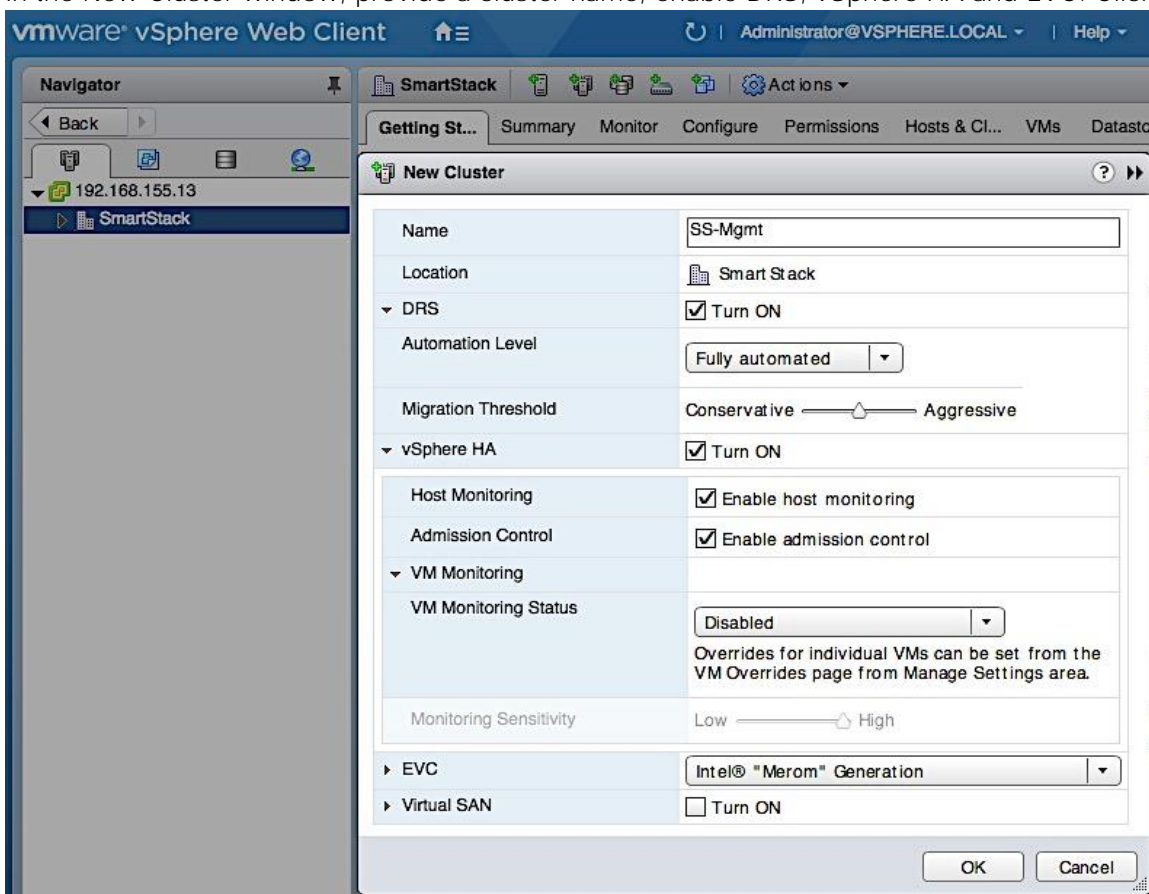 vmware® vSphere Web Client
Administrator@VSPHERE.LOCAL
Help
Navigator
Back
192.168.155.13
SmartStack
SmartStack
Actions
Getting St... Summary Monitor Configure Permissions Hosts & Cl... VMs Datasto
New Cluster
Name SS-Mgmt
Location Smart Stack
DRS Turn ON
Automation Level Fully automated
Migration Threshold Conservative Aggressive
vSphere HA Turn ON
Host Monitoring Enable host monitoring
Admission Control Enable admission control
VM Monitoring
VM Monitoring Status Disabled
Overrides for individual VMs can be set from the
VM Overrides page from Manage Settings area.
Monitoring Sensitivity Low High
EVC Intel® "Merom" Generation
Virtual SAN Turn ON
OK Cancel